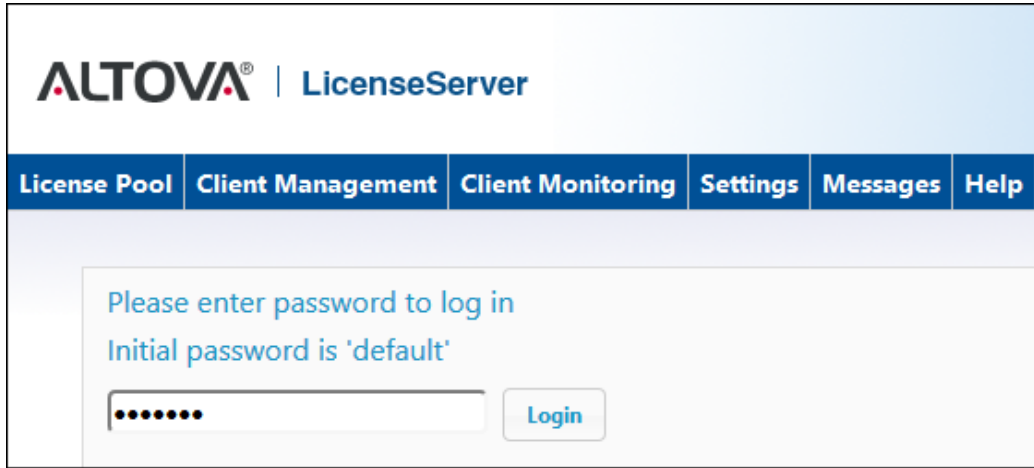 ALTOVA® | LicenseServer
License Pool Client Management Client Monitoring Settings Messages Help
Please enter password to log in
Initial password is 'default'
•••••••
Login